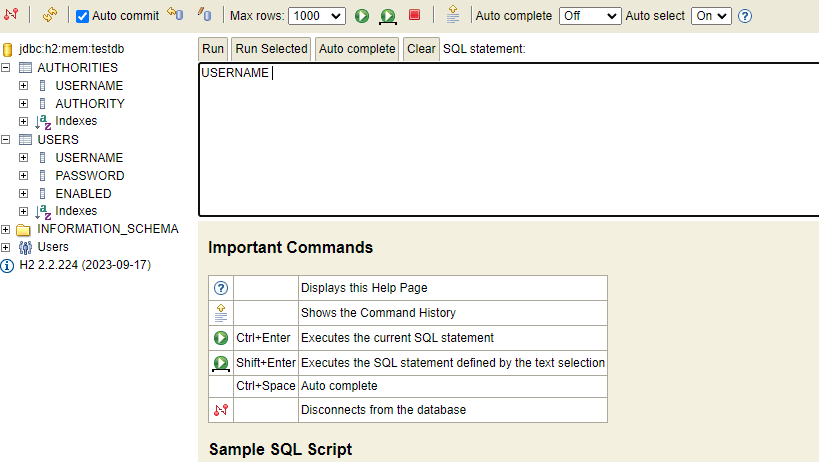 Auto commit Max rows: 1000 Auto complete Off Auto select On ?
jdbc:h2:mem:testdb
AUTHORITIES
USERNAME
AUTHORITY
Indexes
USERS
USERNAME
PASSWORD
ENABLED
Indexes
INFORMATION_SCHEMA
Users
H2 2.2.224 (2023-09-17)
Run Run Selected Auto complete Clear SQL statement:
USERNAME
Important Commands
? Displays this Help Page
Shows the Command History
Ctrl+Enter Executes the current SQL statement
Shift+Enter Executes the SQL statement defined by the text selection
Ctrl+Space Auto complete
Disconnects from the database
Sample SQL Script